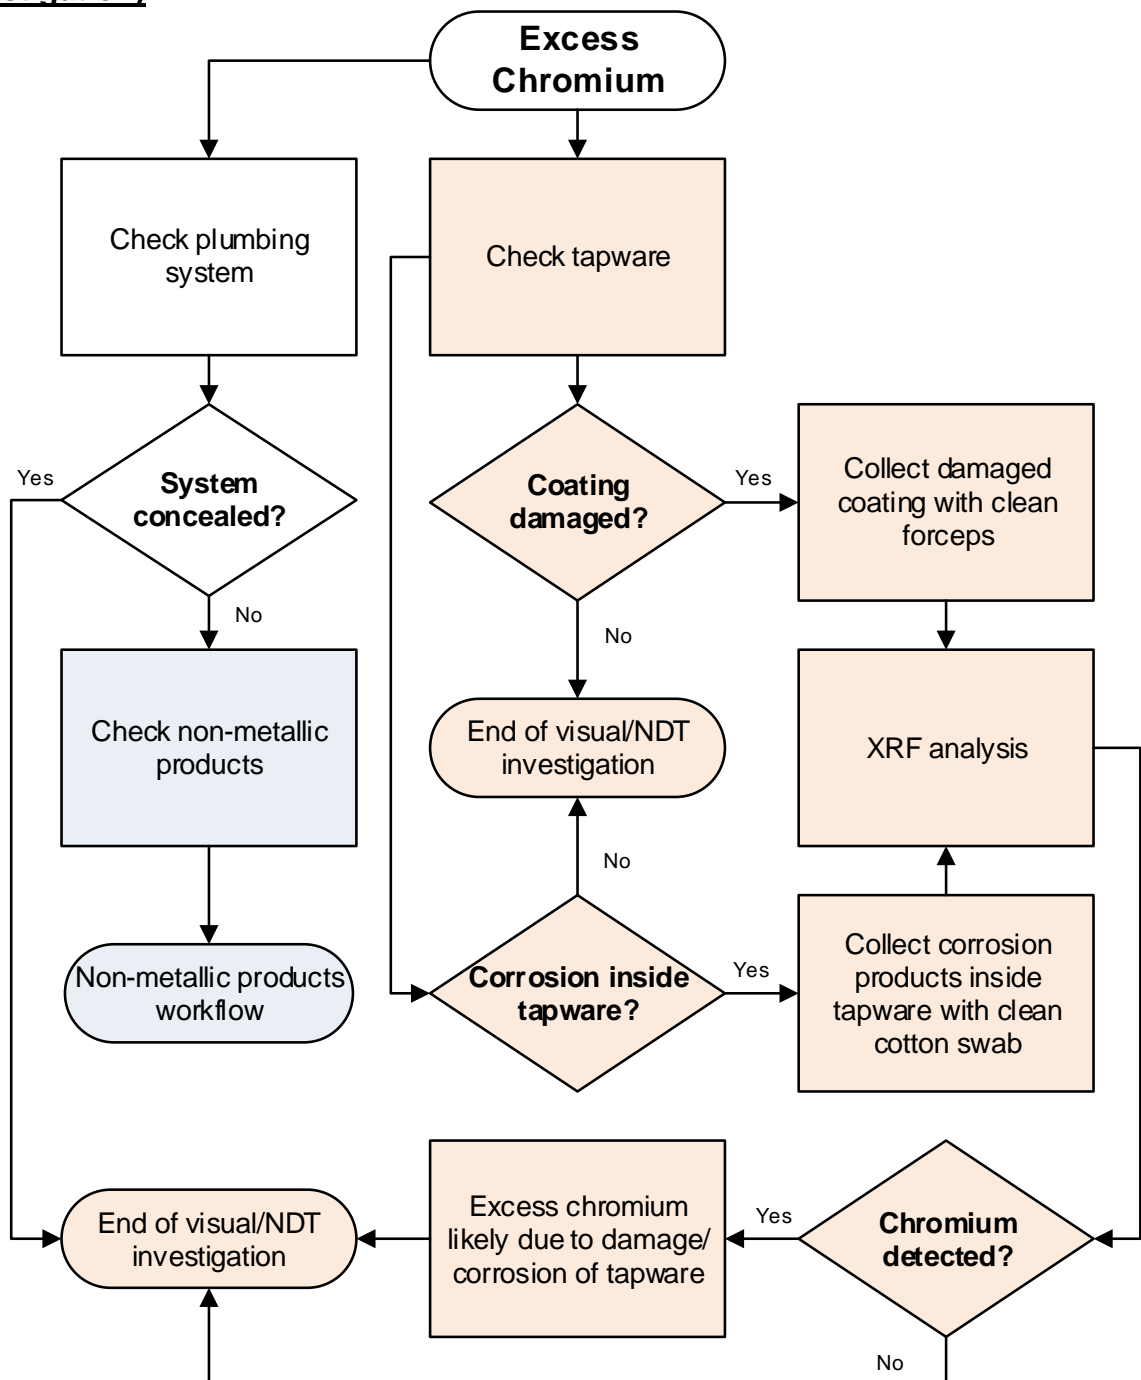 Excess
Chromium
Check plumbing
system
Check tapware
System
concealed?
Yes
No
Coating
damaged?
Yes
No
Collect damaged
coating with clean
forceps
Check non-metallic
products
End of visual/NDT
investigation
XRF analysis
No
Non-metallic products
workflow
Corrosion inside
tapware?
Yes
Collect corrosion
products inside
tapware with clean
cotton swab
End of visual/NDT
investigation
Excess chromium
likely due to damage/
corrosion of tapware
Yes
Chromium
detected?
No